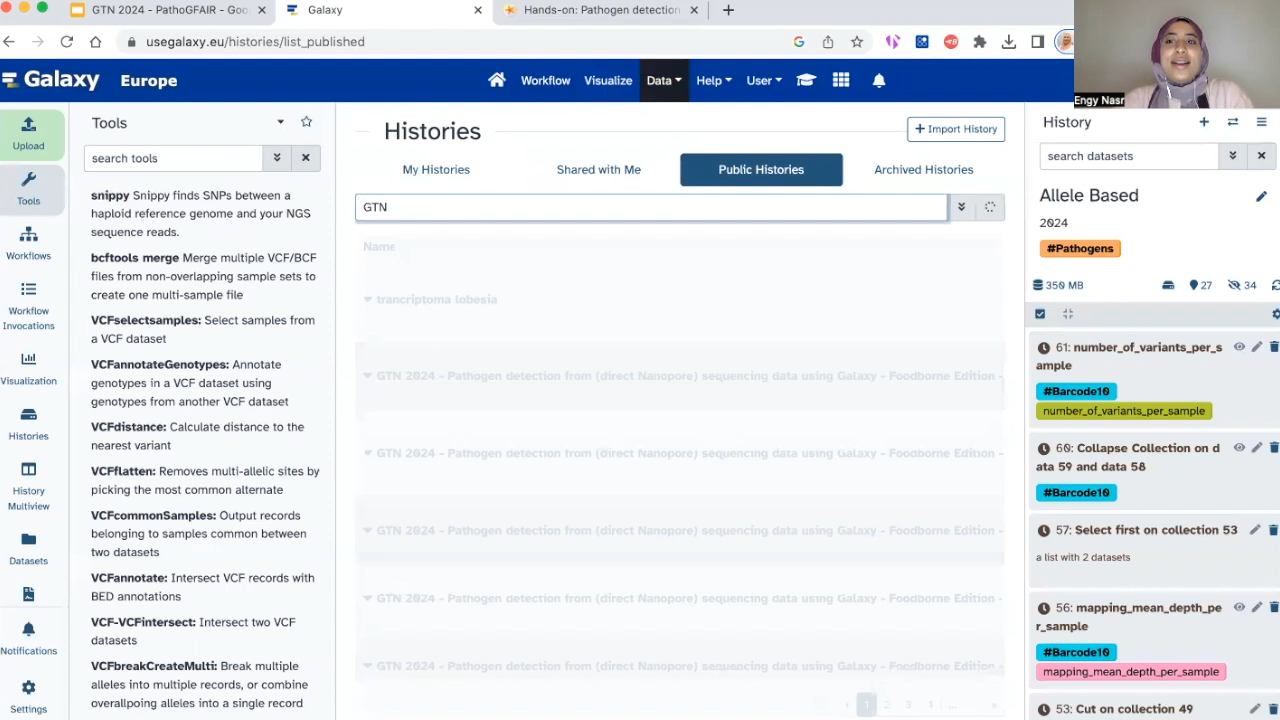 GTN 2024 - PathoGFAIR - Goo
Galaxy
Hands-on: Pathogen detection
usegalaxy.eu/histories/list_published
Galaxy Europe
Workflow Visualize Data Help User
Engy Nasr
Upload
Tools
Workflows
Workflow
Invocations
Visualization
Histories
History
Multiview
Datasets
Notifications
Settings
Tools
search tools
snippy Snippy finds SNPs between a
haploid reference genome and your NGS
sequence reads.
bcftools merge Merge multiple VCF/BCF
files from non-overlapping sample sets to
create one multi-sample file
VCFselectsamples: Select samples from
a VCF dataset
VCFannotateGenotypes: Annotate
genotypes in a VCF dataset using
genotypes from another VCF dataset
VCFdistance: Calculate distance to the
nearest variant
VCFflatten: Removes multi-allelic sites by
picking the most common alternate
VCFcommonSamples: Output records
belonging to samples common between
two datasets
VCFannotate: Intersect VCF records with
BED annotations
VCF-VCFintersect: Intersect two VCF
datasets
VCFbreakCreateMulti: Break multiple
alleles into multiple records, or combine
overallpoing alleles into a single record
Histories
+ Import History
My Histories
Shared with Me
Public Histories
Archived Histories
GTN
Name
trancriptoma lobesia
GTN 2024 - Pathogen detection from (direct Nanopore) sequencing data using Galaxy - Foodborne Edition -
GTN 2024 - Pathogen detection from (direct Nanopore) sequencing data using Galaxy - Foodborne Edition -
GTN 2024 - Pathogen detection from (direct Nanopore) sequencing data using Galaxy - Foodborne Edition -
GTN 2024 - Pathogen detection from (direct Nanopore) sequencing data using Galaxy - Foodborne Edition -
GTN 2024 - Pathogen detection from (direct Nanopore) sequencing data using Galaxy - Foodborne Edition -
‹ 1 2 3 … »
History
search datasets
Allele Based
2024
#Pathogens
350 MB 27 34
61: number_of_variants_per_s
ample
#Barcode10
number_of_variants_per_sample
60: Collapse Collection on d
ata 59 and data 58
#Barcode10
57: Select first on collection 53
a list with 2 datasets
56: mapping_mean_depth_pe
r_sample
#Barcode10
mapping_mean_depth_per_sample
53: Cut on collection 49